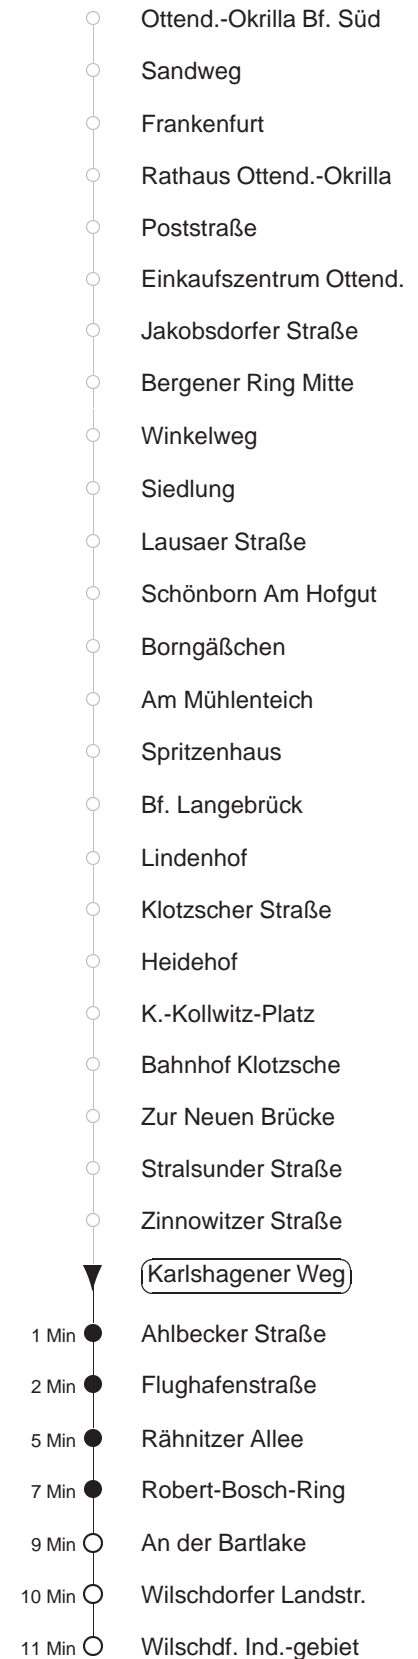 Ottend.-Okrilla Bf. Süd
Sandweg
Frankenfurt
Rathaus Ottend.-Okrilla
Poststraße
Einkaufszentrum Ottend.
Jakobsdorfer Straße
Bergener Ring Mitte
Winkelweg
Siedlung
Lausaer Straße
Schönborn Am Hofgut
Borngäßchen
Am Mühlenteich
Spritzenhaus
Bf. Langebrück
Lindenhof
Klotzscher Straße
Heidehof
K.-Kollwitz-Platz
Bahnhof Klotzsche
Zur Neuen Brücke
Stralsunder Straße
Zinnowitzer Straße
Karlshagener Weg
1 Min Ahlbecker Straße
2 Min Flughafenstraße
5 Min Rähnitzer Allee
7 Min Robert-Bosch-Ring
9 Min An der Bartlake
10 Min Wilschdorfer Landstr.
11 Min Wilschdf. Ind.-gebiet